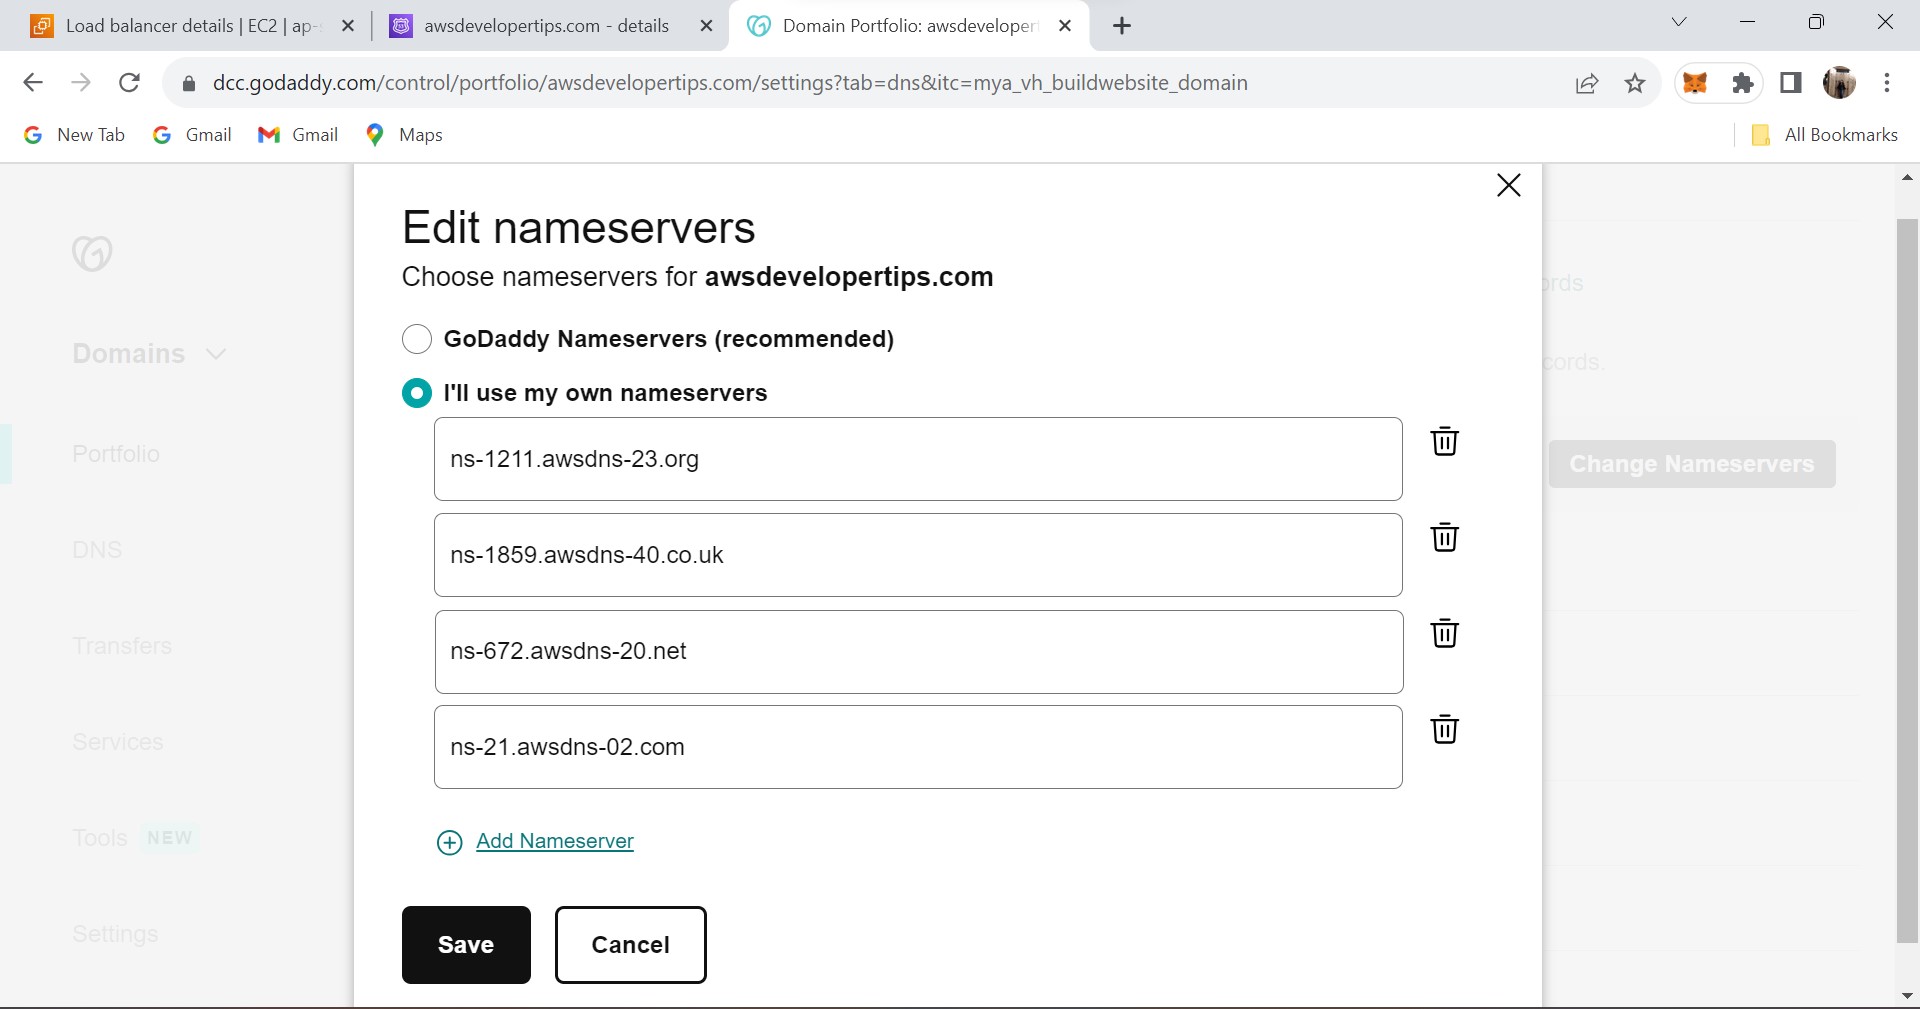 Load balancer details | EC2 | ap-
awsdevelopertips.com - details
Domain Portfolio: awsdeveloper
dcc.godaddy.com/control/portfolio/awsdevelopertips.com/settings?tab=dns&itc=mya_vh_buildwebsite_domain
New Tab
Gmail
Gmail
Maps
All Bookmarks
Edit nameservers
Choose nameservers for awsdevelopertips.com
GoDaddy Nameservers (recommended)
I'll use my own nameservers
ns-1211.awsdns-23.org
ns-1859.awsdns-40.co.uk
ns-672.awsdns-20.net
ns-21.awsdns-02.com
Add Nameserver
Save
Cancel
Domains
Portfolio
DNS
Transfers
Services
Tools NEW
Settings
ords
cords.
Change Nameservers